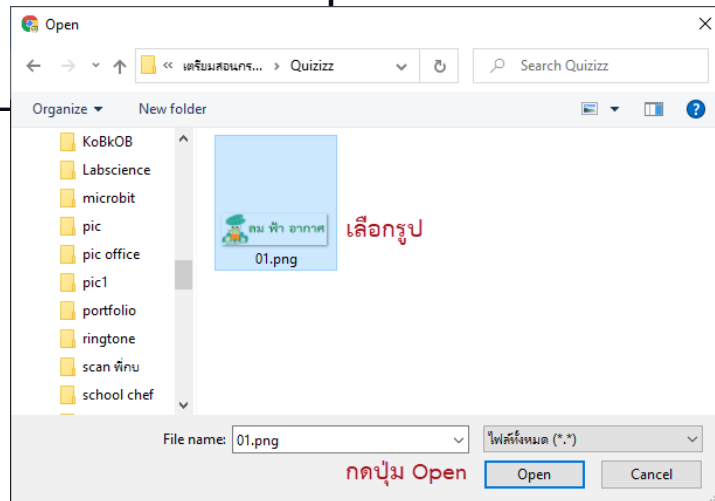 Open
« เตรียมสอนกร... > Quizizz
Search Quizizz
Organize
New folder
KoBkOB
Labscience
microbit
pic
pic office
pic1
portfolio
ringtone
scan พี่กบ
school chef
ลม ฟ้า อากาศ
01.png
เลือกรูป
File name: 01.png
ไฟล์ทั้งหมด (*.*)
กดปุ่ม Open
Open
Cancel